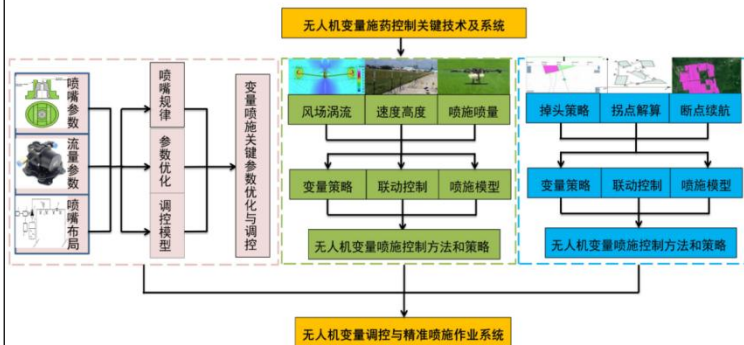 无人机变量施药控制关键技术及系统
喷嘴参数
流量参数
喷嘴布局
喷嘴规律
参数优化
调控模型
变量喷施关键参数优化与调控
风场涡流
速度高度
喷施喷量
变量策略
联动控制
喷施模型
无人机变量喷施控制方法和策略
掉头策略
拐点解算
断点续航
变量策略
联动控制
喷施模型
无人机变量喷施控制方法和策略
无人机变量调控与精准喷施作业系统